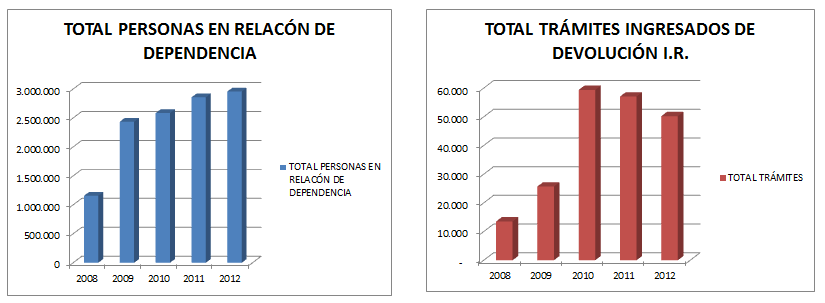 TOTAL PERSONAS EN RELACÓN DE
DEPENDENCIA
3.000.000
2.500.000
2.000.000
1.500.000
1.000.000
500.000
0
2008 2009 2010 2011 2012
TOTAL PERSONAS EN
RELACÓN DE
DEPENDENCIA
TOTAL TRÁMITES INGRESADOS DE
DEVOLUCIÓN I.R.
60.000
50.000
40.000
30.000
20.000
10.000
-
2008 2009 2010 2011 2012
TOTAL TRÁMITES